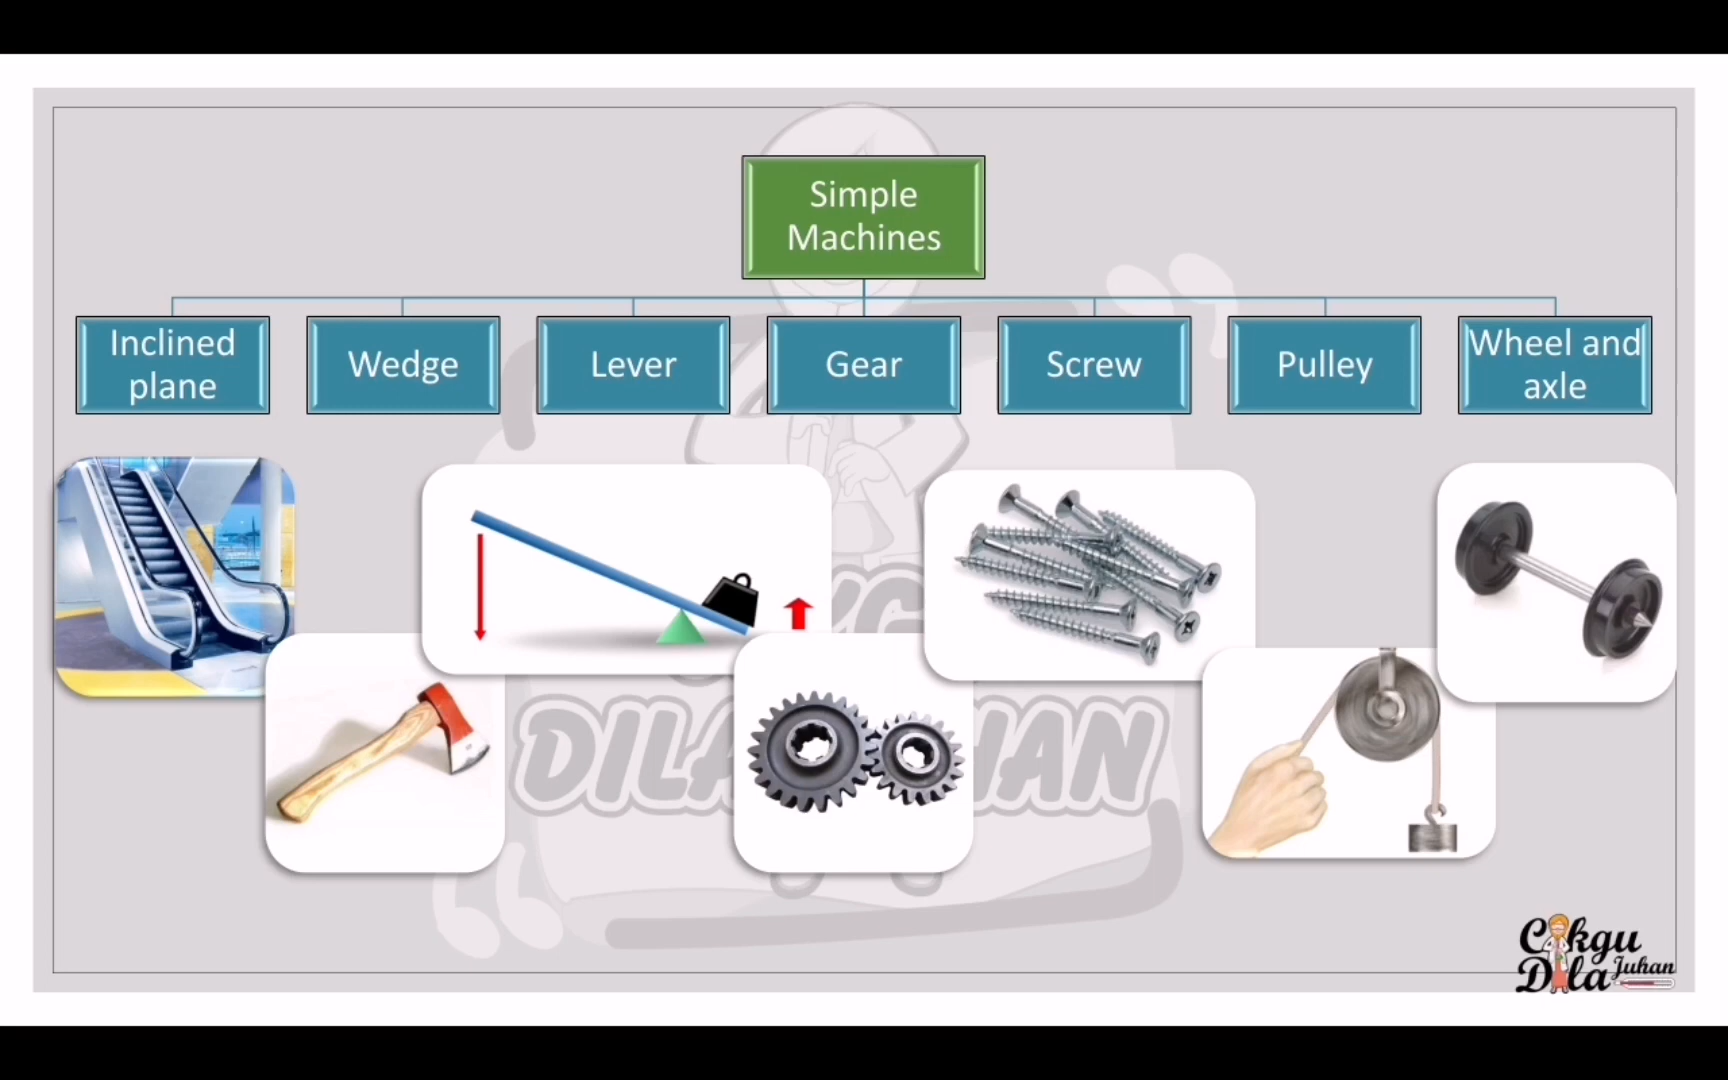 Simple
Machines
Inclined
plane
Wedge
Lever
Gear
Screw
Pulley
Wheel and
axle
Cikgu
Dila Juhan